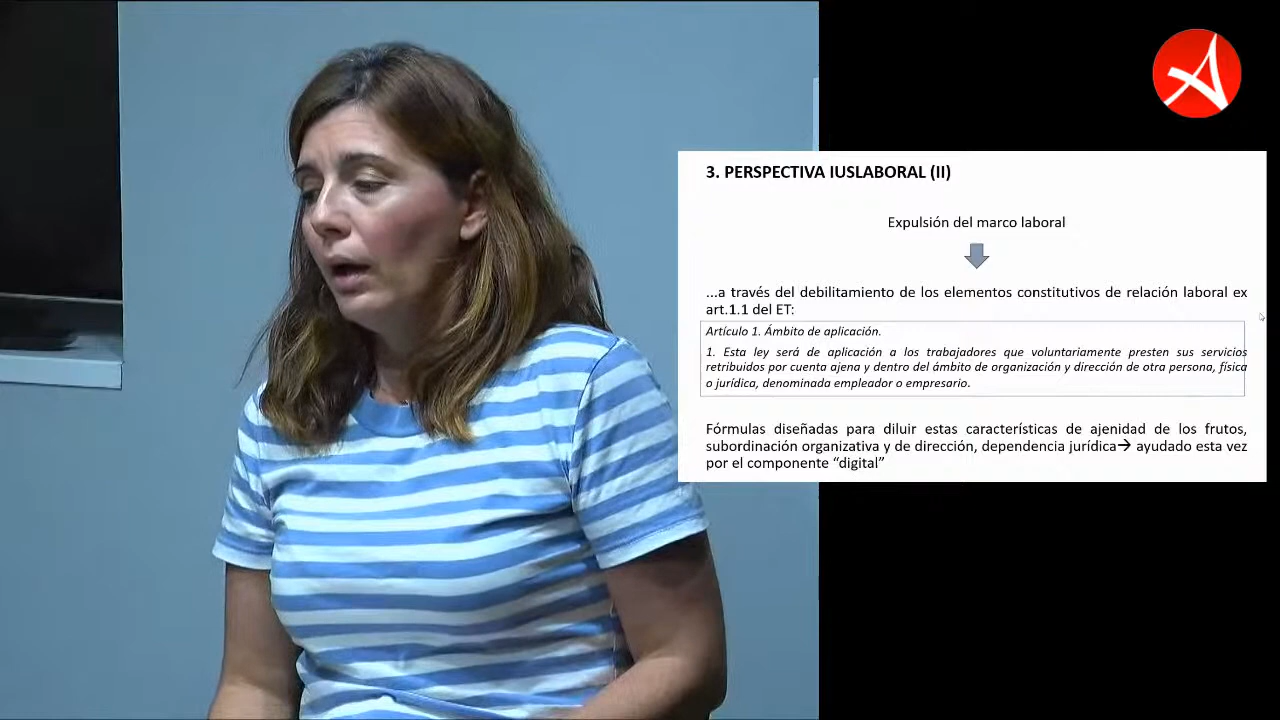 3. PERSPECTIVA IUSLABORAL (II)
Expulsión del marco laboral
...a través del debilitamiento de los elementos constitutivos de relación laboral ex
art.1.1 del ET:
Artículo 1. Ámbito de aplicación.
1. Esta ley será de aplicación a los trabajadores que voluntariamente presten sus servicios
retribuidos por cuenta ajena y dentro del ámbito de organización y dirección de otra persona, física
o jurídica, denominada empleador o empresario.
Fórmulas diseñadas para diluir estas características de ajenidad de los frutos,
subordinación organizativa y de dirección, dependencia jurídica→ ayudado esta vez
por el componente “digital”